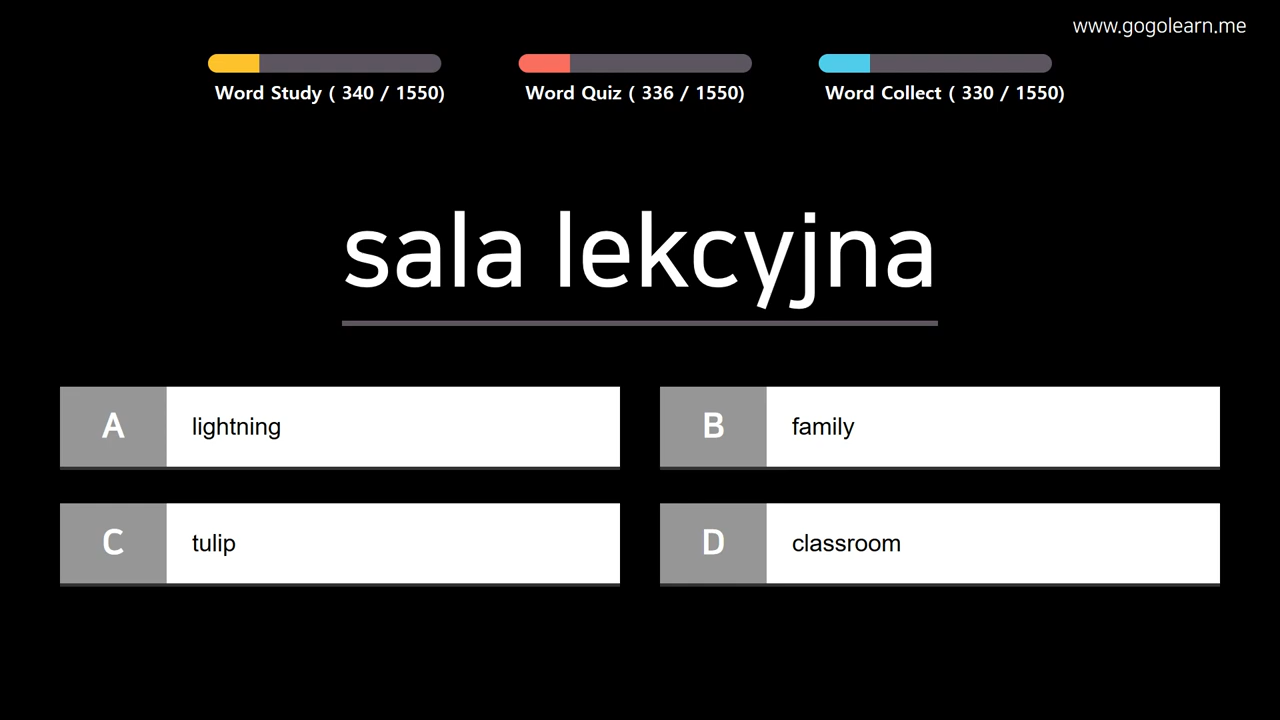 www.gogolearn.me
Word Study ( 340 / 1550)
Word Quiz ( 336 / 1550)
Word Collect ( 330 / 1550)
sala lekcyjna
A lightning
B family
C tulip
D classroom